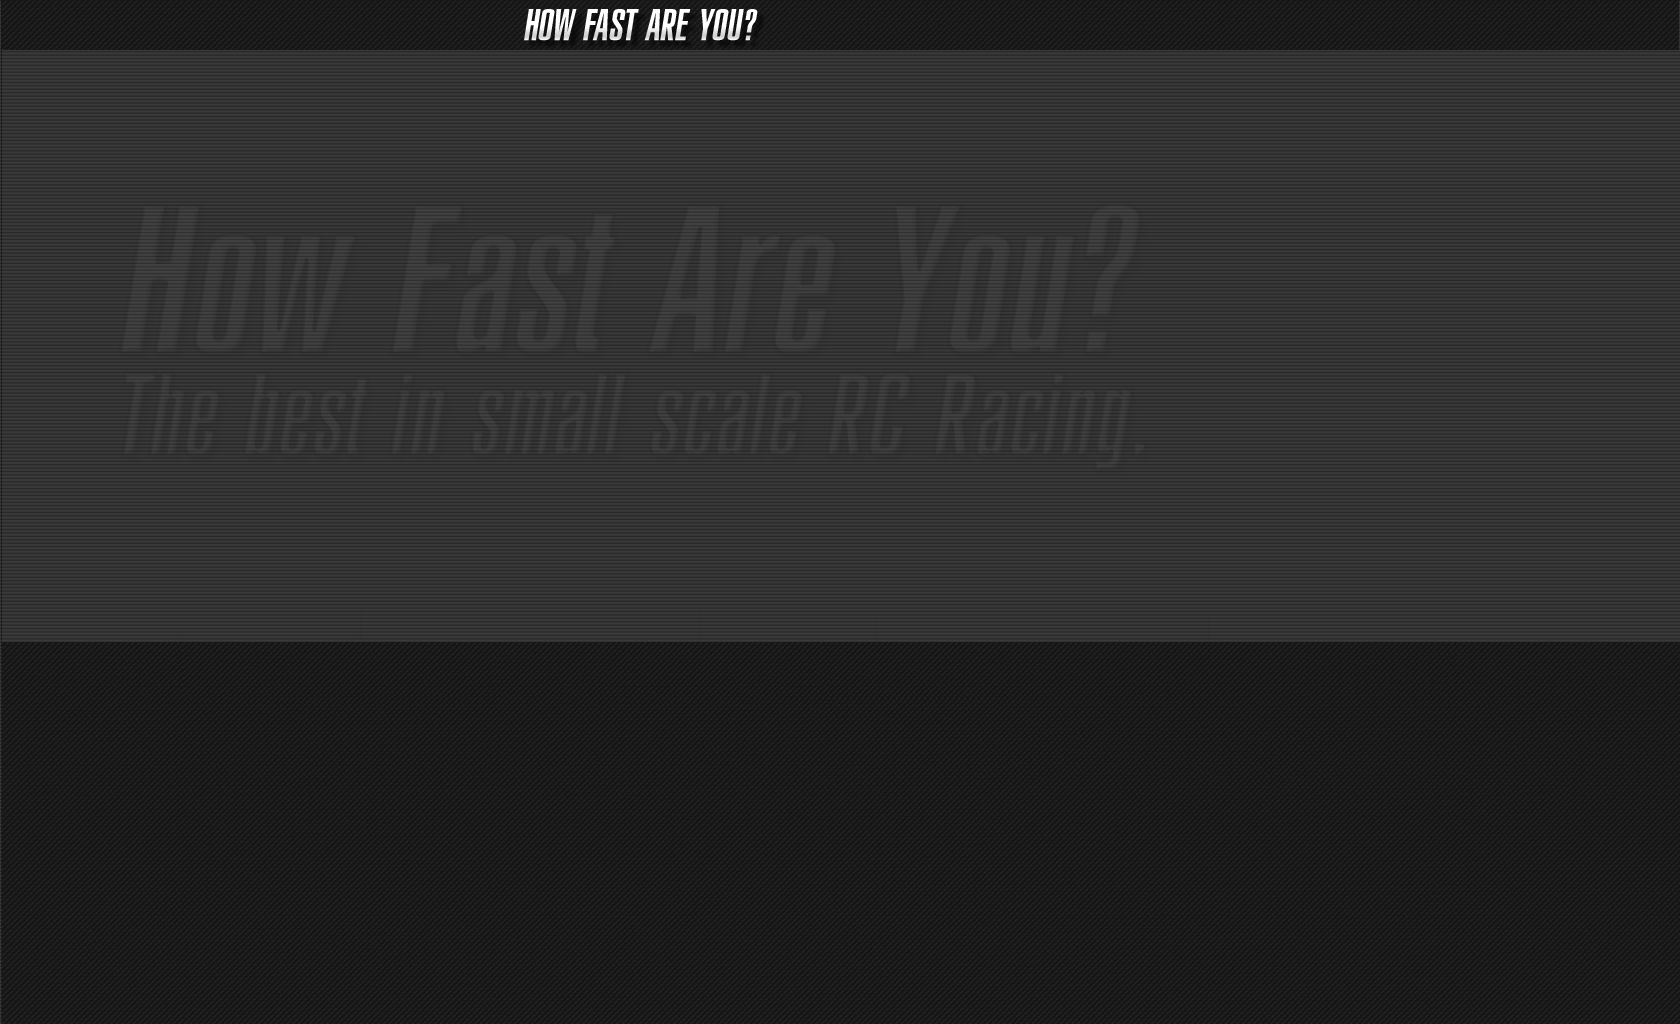 HOW FAST ARE YOU?
How Fast Are You?
The best in small scale RC Racing.